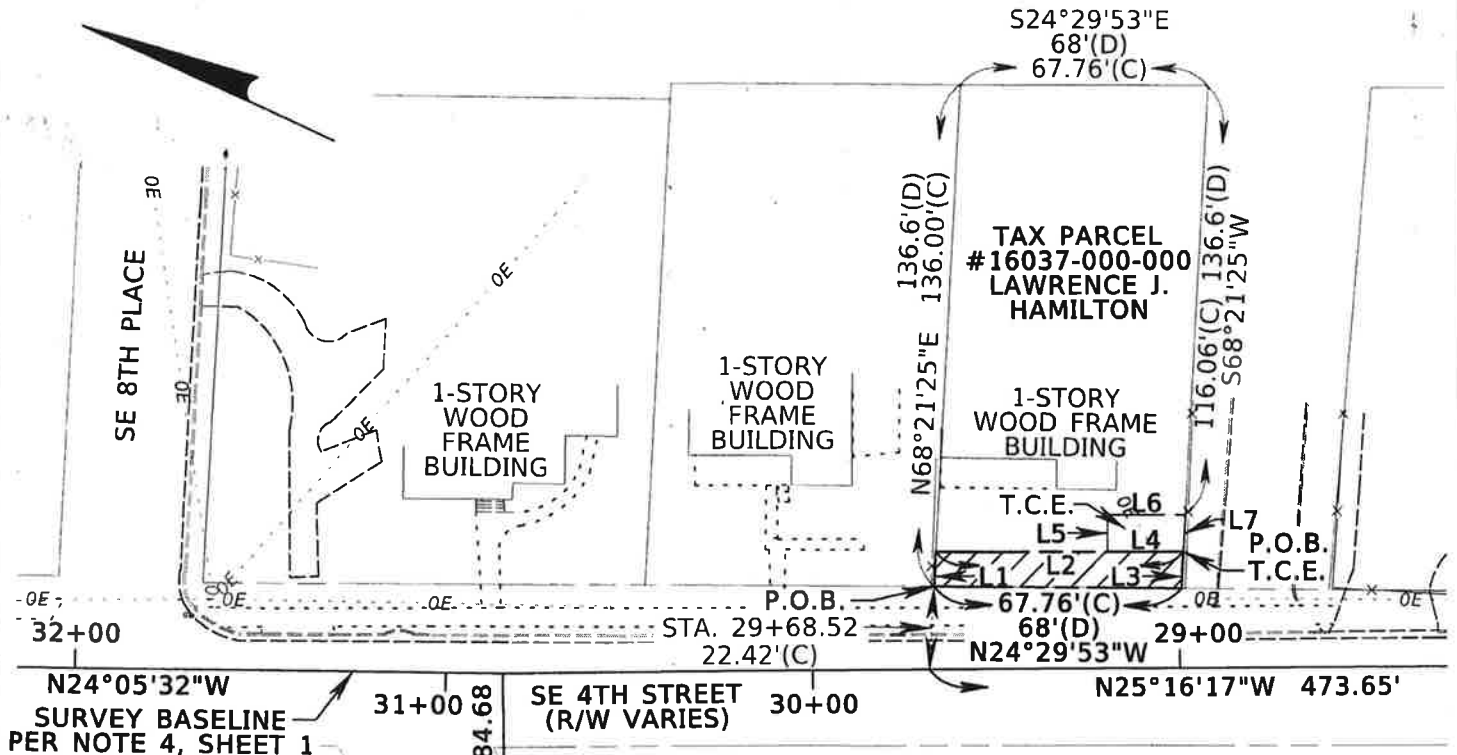 S24°29'53"E
68'(D)
67.76'(C)
SE 8TH PLACE
OE
OE
OE
OE
OE
136.6'(D)
N68°21'25"E 136.00'(C)
TAX PARCEL
#16037-000-000
LAWRENCE J.
HAMILTON
116.06'(C) 136.6'(D)
S68°21'25"W
1-STORY
WOOD
FRAME
BUILDING
1-STORY
WOOD
FRAME
BUILDING
1-STORY
WOOD FRAME
BUILDING
T.C.E.
L6
L5
L4
L7
P.O.B.
T.C.E.
L1
L2
L3
P.O.B.
-OE-
OE
OE
OE
OE
67.76'(C)
68'(D)
N24°29'53"W
STA. 29+68.52
22.42'(C)
32+00
31+00
30+00
29+00
N24°05'32"W
SURVEY BASELINE
PER NOTE 4, SHEET 1
84.68
SE 4TH STREET
(R/W VARIES)
N25°16'17"W 473.65'